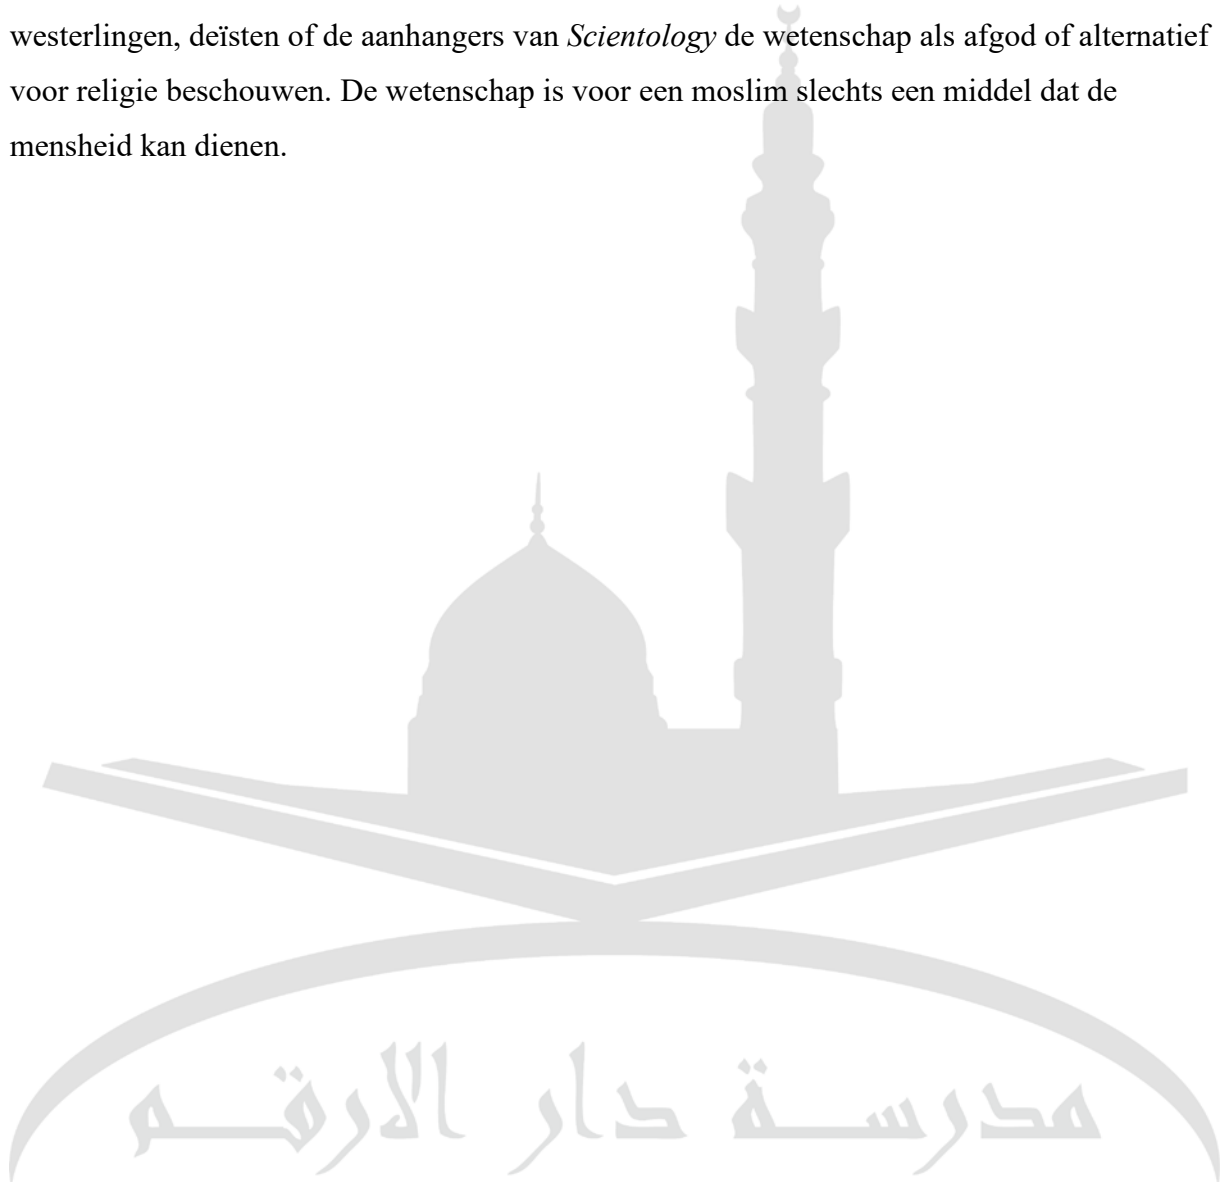 westerlingen, deïsten of de aanhangers van Scientology de wetenschap als afgod of alternatief
voor religie beschouwen. De wetenschap is voor een moslim slechts een middel dat de
mensheid kan dienen.
مدرسة دار الارقم